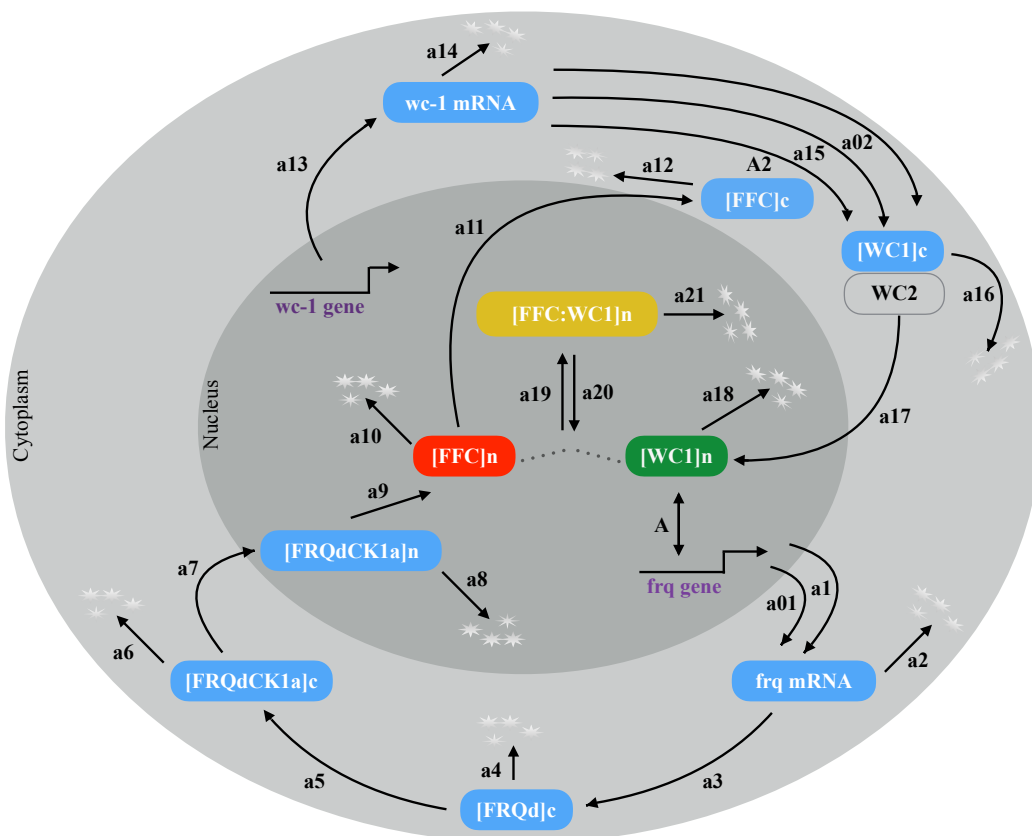 a14
wc-1 mRNA
a02
a13
a15
a12
A2
[FFC]c
a11
[WC1]c
wc-1 gene
WC2
a16
a21
[FFC:WC1]n
Cytoplasm
Nucleus
a19
a20
a18
a17
a10
[FFC]n
[WC1]n
a9
A
[FRQdCK1a]n
a7
a8
frq gene
a01
a1
a6
[FRQdCK1a]c
frq mRNA
a2
a5
a4
a3
[FRQd]c